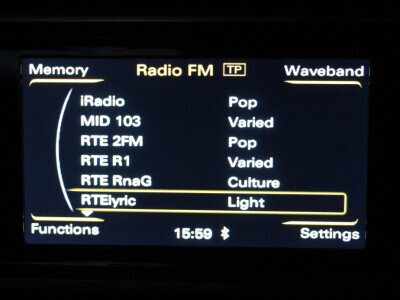 Memory Radio FM TP Waveband
iRadio Pop
MID 103 Varied
RTE 2FM Pop
RTE R1 Varied
RTE RnaG Culture
RTElyric Light
Functions 15:59 Settings